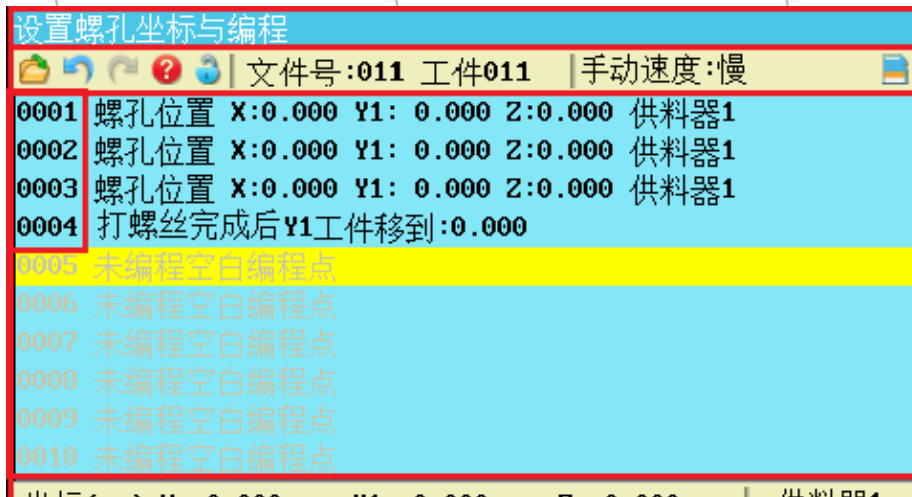 设置螺孔坐标与编程
文件号:011 工件011 手动速度:慢
0001 螺孔位置 X:0.000 Y1: 0.000 Z:0.000 供料器1
0002 螺孔位置 X:0.000 Y1: 0.000 Z:0.000 供料器1
0003 螺孔位置 X:0.000 Y1: 0.000 Z:0.000 供料器1
0004 打螺丝完成后Y1工件移到:0.000
0005 未编程空白编程点
0006 未编程空白编程点
0007 未编程空白编程点
0008 未编程空白编程点
0009 未编程空白编程点
0010 未编程空白编程点